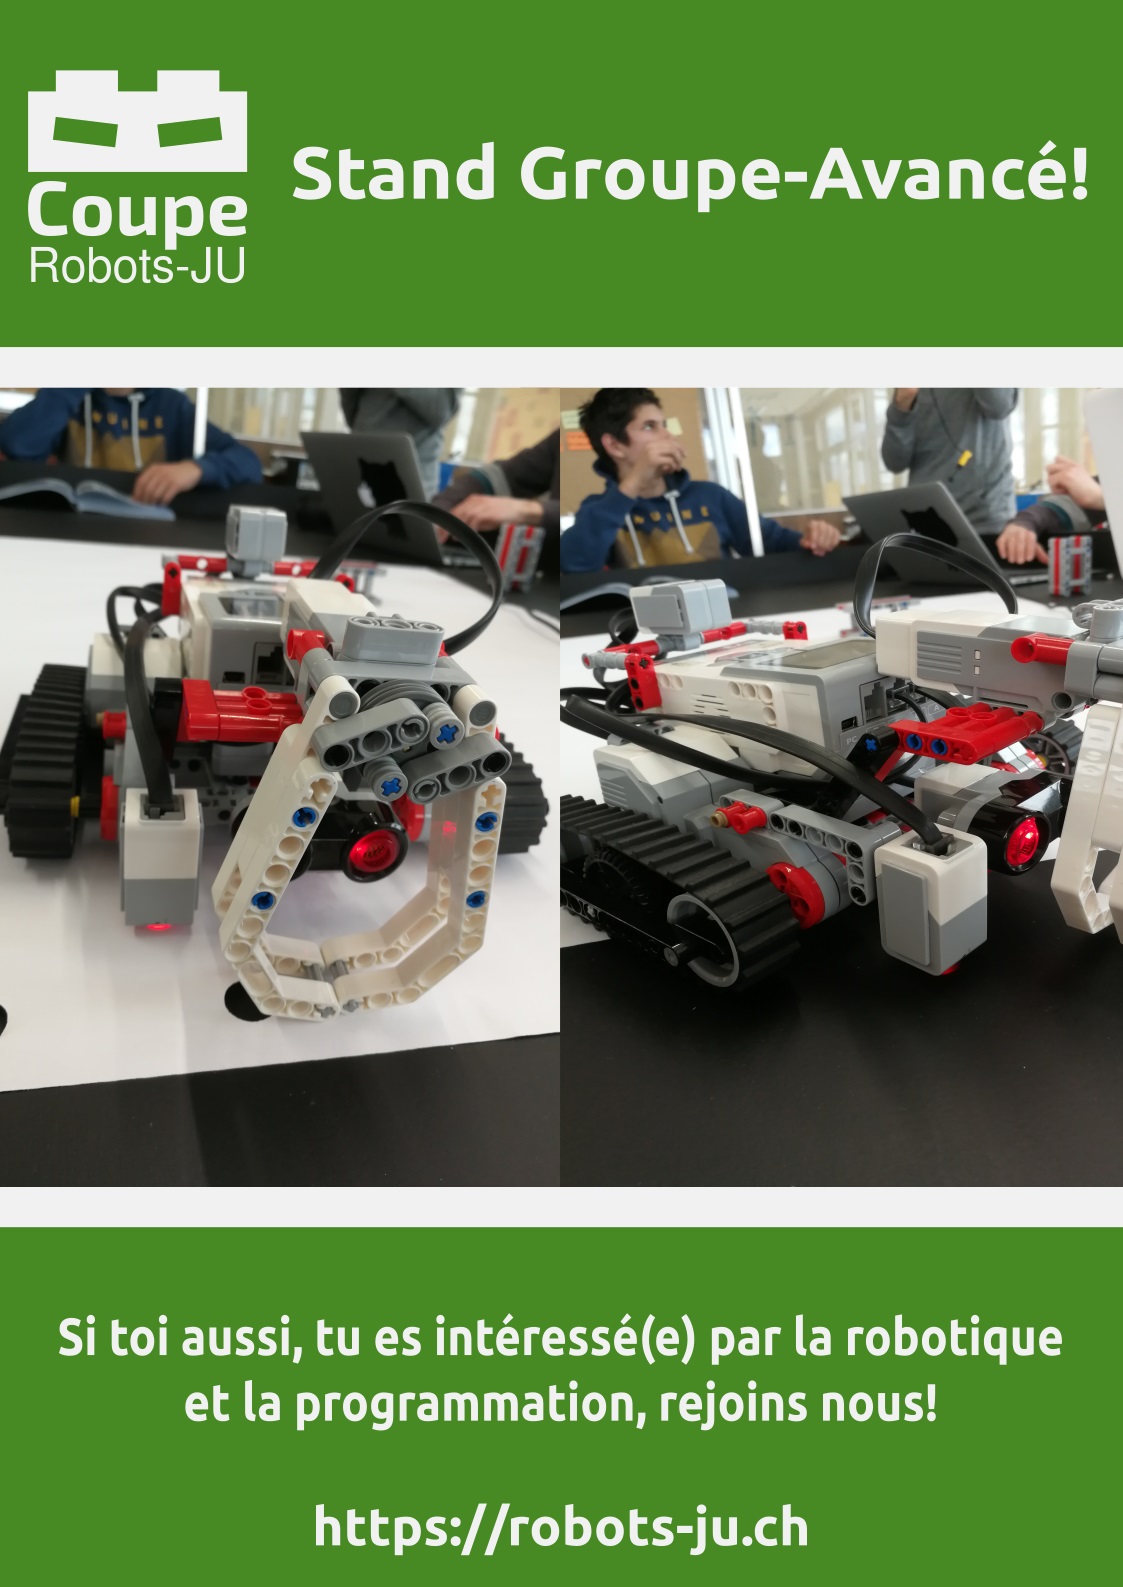 Coupe
Robots-JU
Stand Groupe-Avancé!
Si toi aussi, tu es intéressé(e) par la robotique
et la programmation, rejoins nous!
https://robots-ju.ch